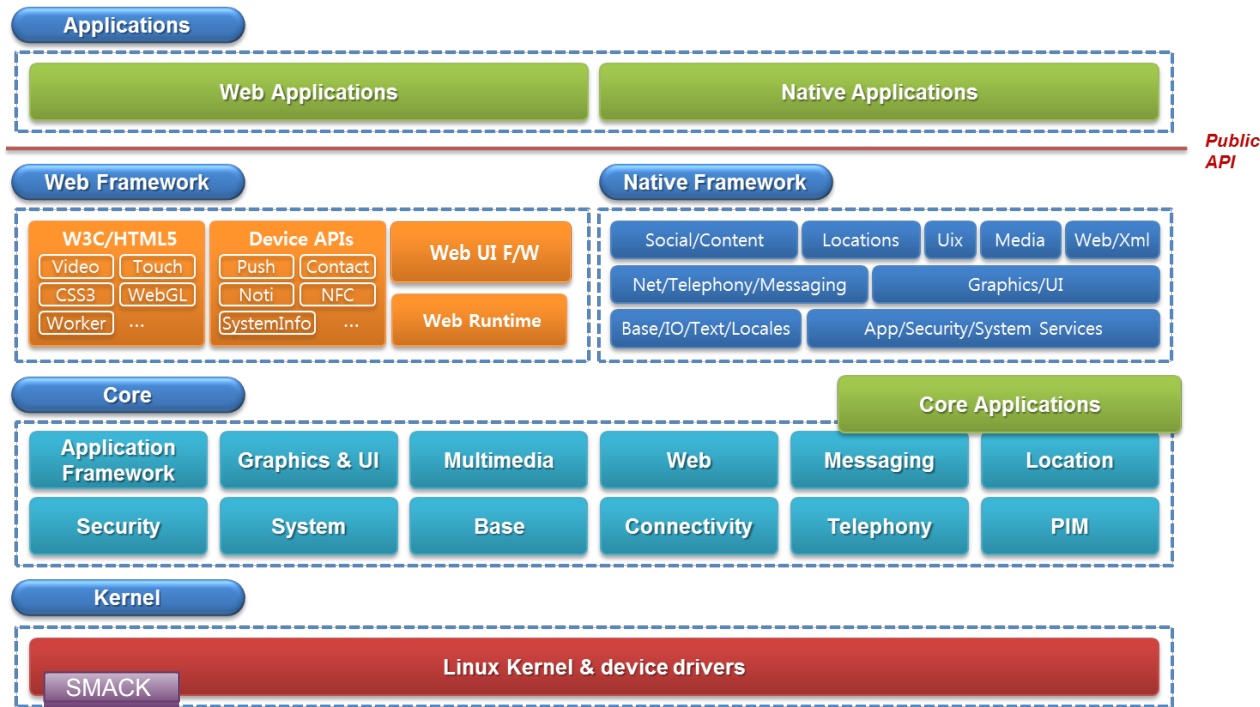 Applications
Web Applications
Native Applications
Public
API
Web Framework
Native Framework
W3C/HTML5
Video
Touch
CSS3
WebGL
Worker
...
Device APIs
Push
Contact
Noti
NFC
SystemInfo
...
Web UI F/W
Web Runtime
Social/Content
Locations
Uix
Media
Web/Xml
Net/Telephony/Messaging
Graphics/UI
Base/IO/Text/Locales
App/Security/System Services
Core
Core Applications
Application
Framework
Graphics & UI
Multimedia
Web
Messaging
Location
Security
System
Base
Connectivity
Telephony
PIM
Kernel
Linux Kernel & device drivers
SMACK